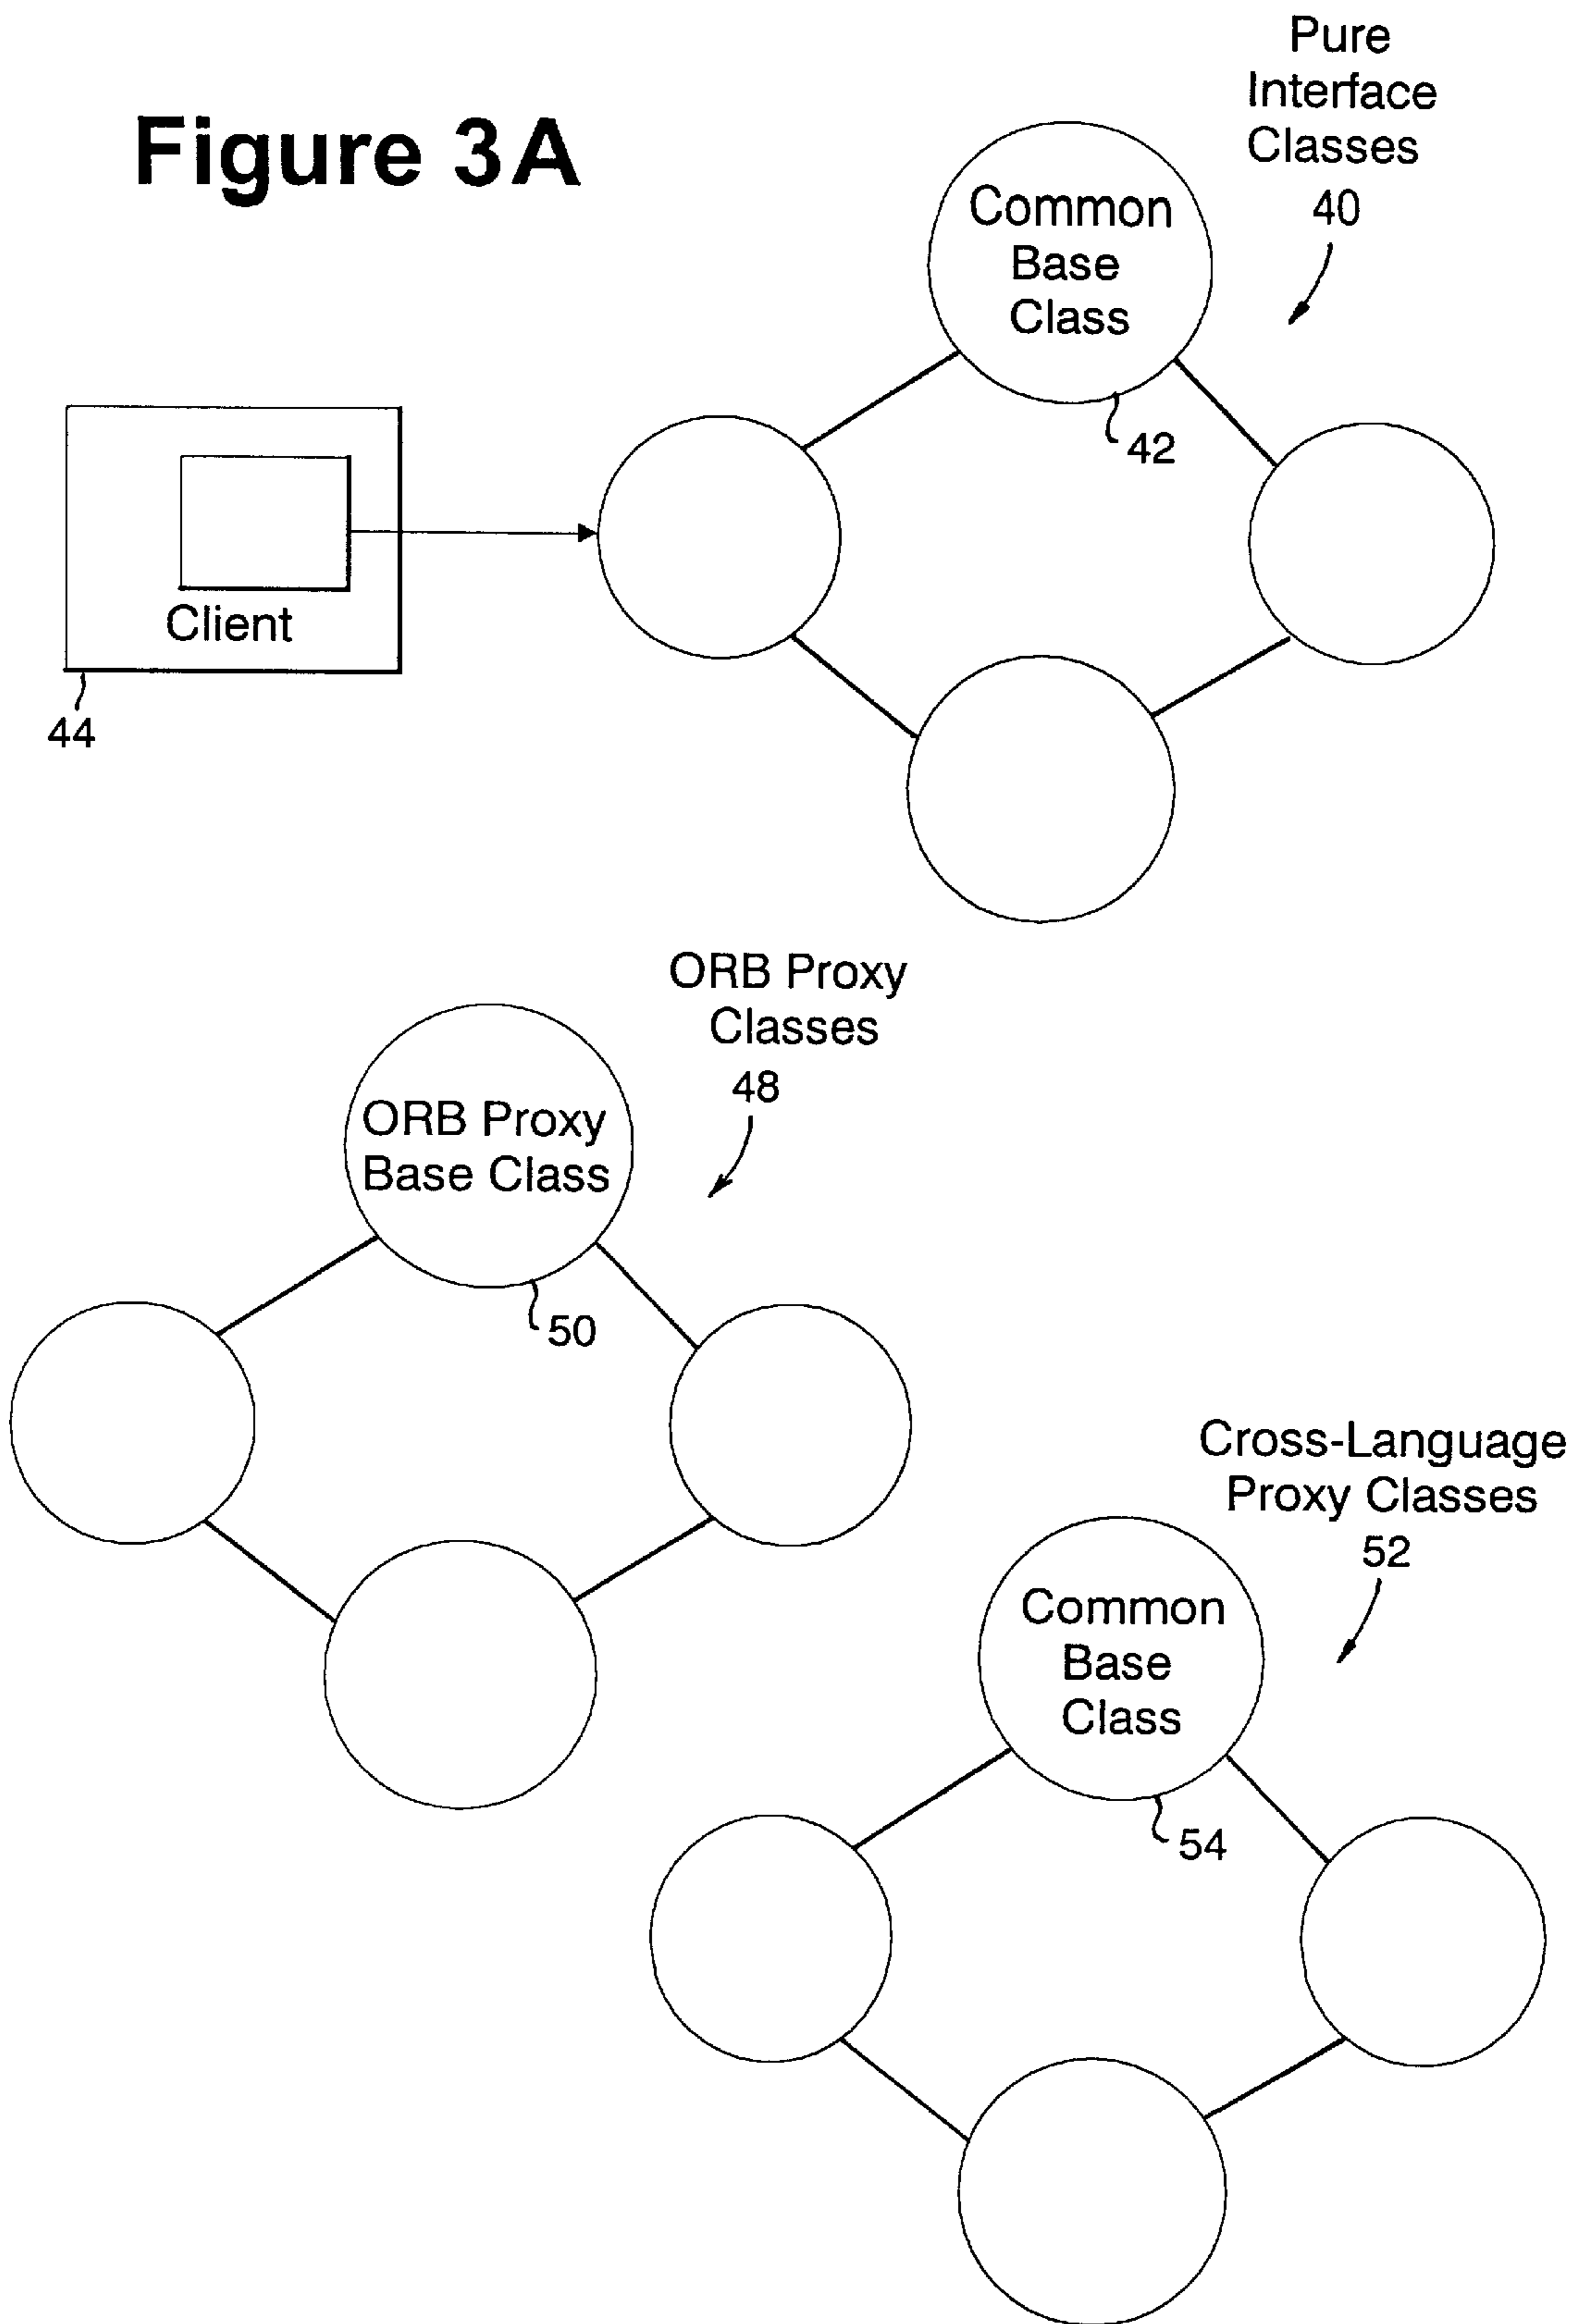 Figure 3A
Pure
Interface
Classes
40
Common
Base
Class
42
Client
44
ORB Proxy
Classes
48
ORB Proxy
Base Class
50
Cross-Language
Proxy Classes
52
Common
Base
Class
54